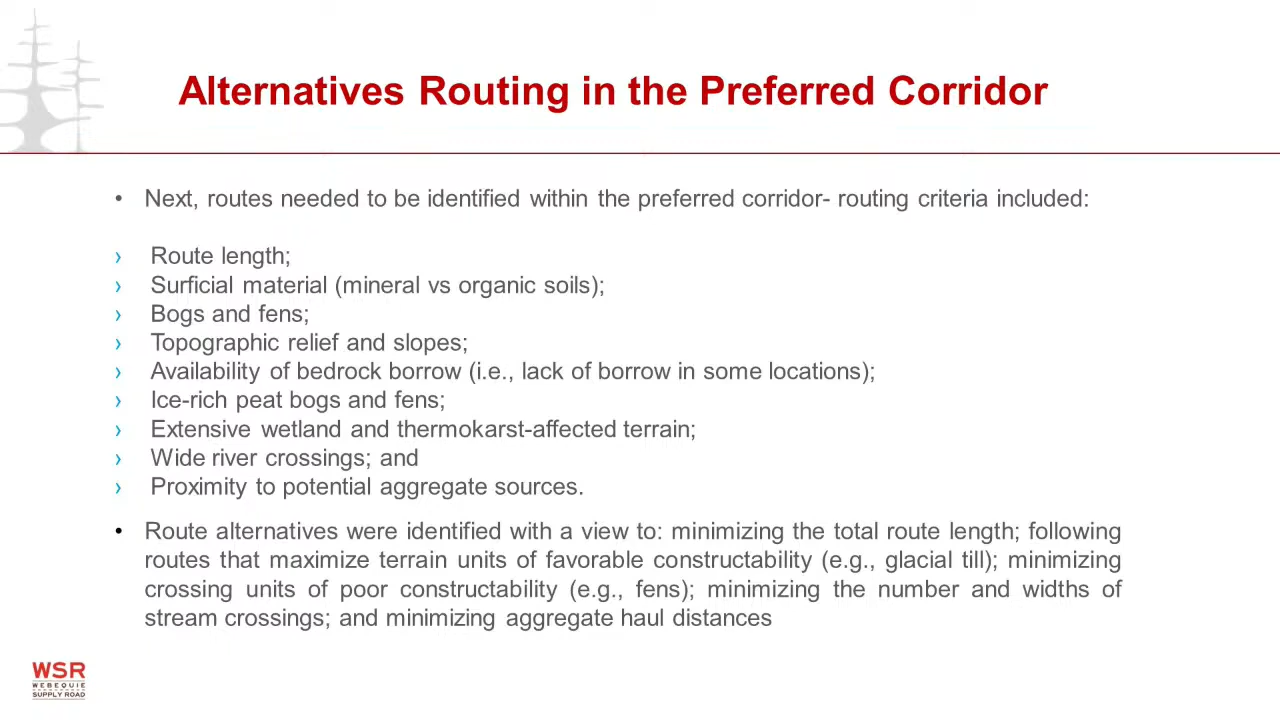 Alternatives Routing in the Preferred Corridor
• Next, routes needed to be identified within the preferred corridor- routing criteria included:
› Route length;
› Surficial material (mineral vs organic soils);
› Bogs and fens;
› Topographic relief and slopes;
› Availability of bedrock borrow (i.e., lack of borrow in some locations);
› Ice-rich peat bogs and fens;
› Extensive wetland and thermokarst-affected terrain;
› Wide river crossings; and
› Proximity to potential aggregate sources.
• Route alternatives were identified with a view to: minimizing the total route length; following
routes that maximize terrain units of favorable constructability (e.g., glacial till); minimizing
crossing units of poor constructability (e.g., fens); minimizing the number and widths of
stream crossings; and minimizing aggregate haul distances
WSR
WEBEQUIE
SUPPLY ROAD